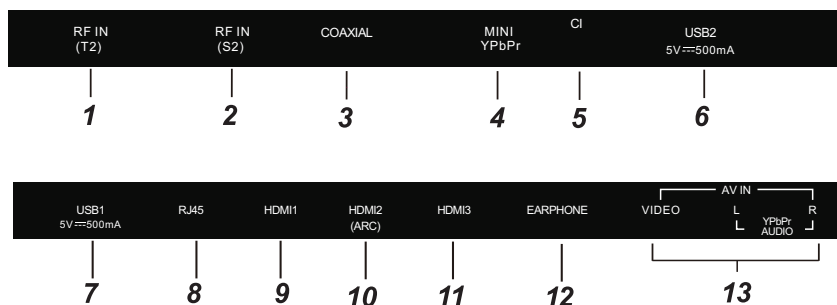 RF IN RF IN COAXIAL MINI CI USB2
(T2) (S2) YPbPr 5V⎓500mA
1 2 3 4 5 6
AV IN
USB1 RJ45 HDMI1 HDMI2 HDMI3 EARPHONE VIDEO L R
5V⎓500mA (ARC) YPbPr
AUDIO
7 8 9 10 11 12 13